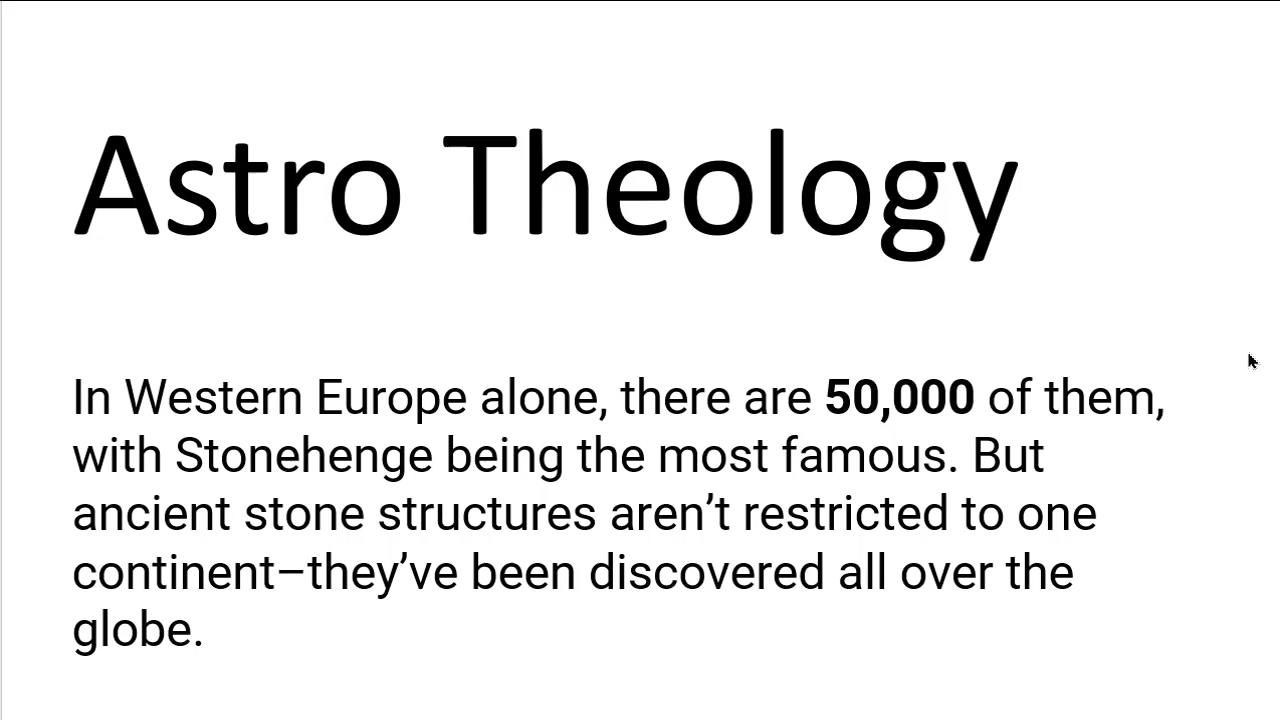 Astro Theology
In Western Europe alone, there are 50,000 of them,
with Stonehenge being the most famous. But
ancient stone structures aren’t restricted to one
continent–they’ve been discovered all over the
globe.